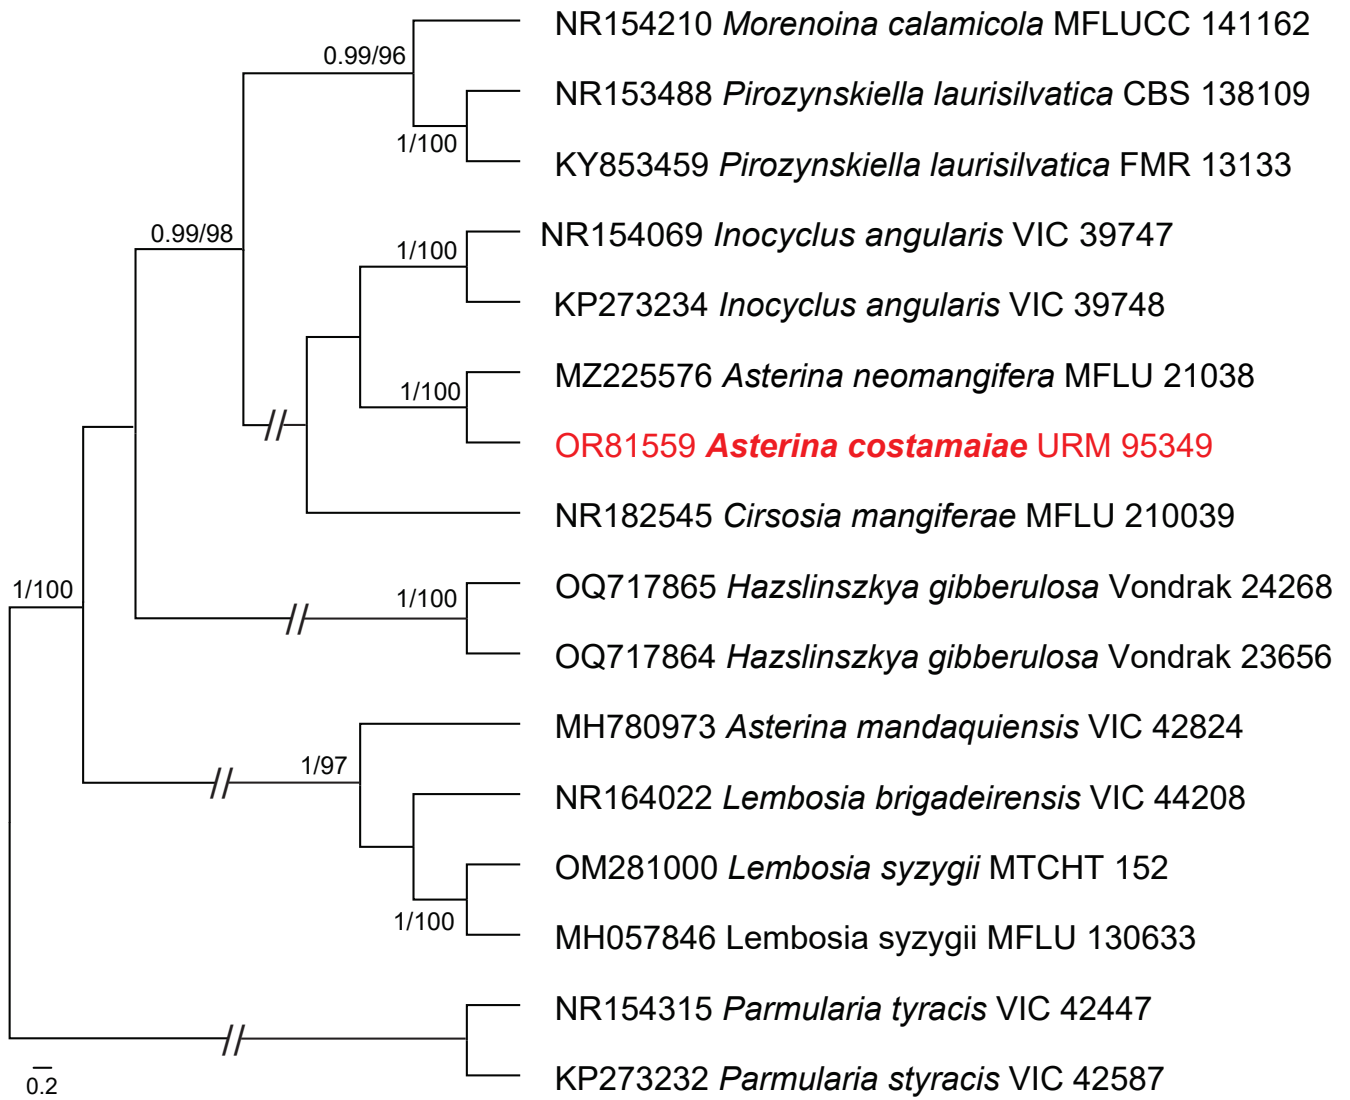 NR154210 Morenoina calamicola MFLUCC 141162
0.99/96
NR153488 Pirozynskiella laurisilvatica CBS 138109
1/100
KY853459 Pirozynskiella laurisilvatica FMR 13133
0.99/98
NR154069 Inocyclus angularis VIC 39747
1/100
KP273234 Inocyclus angularis VIC 39748
MZ225576 Asterina neomangifera MFLU 21038
1/100
OR81559 Asterina costamaiae URM 95349
NR182545 Cirsosia mangiferae MFLU 210039
1/100
OQ717865 Hazslinszkya gibberulosa Vondrak 24268
1/100
OQ717864 Hazslinszkya gibberulosa Vondrak 23656
MH780973 Asterina mandaquiensis VIC 42824
1/97
NR164022 Lembosia brigadeirensis VIC 44208
OM281000 Lembosia syzygii MTCHT 152
1/100
MH057846 Lembosia syzygii MFLU 130633
NR154315 Parmularia tyracis VIC 42447
KP273232 Parmularia styracis VIC 42587
0.2